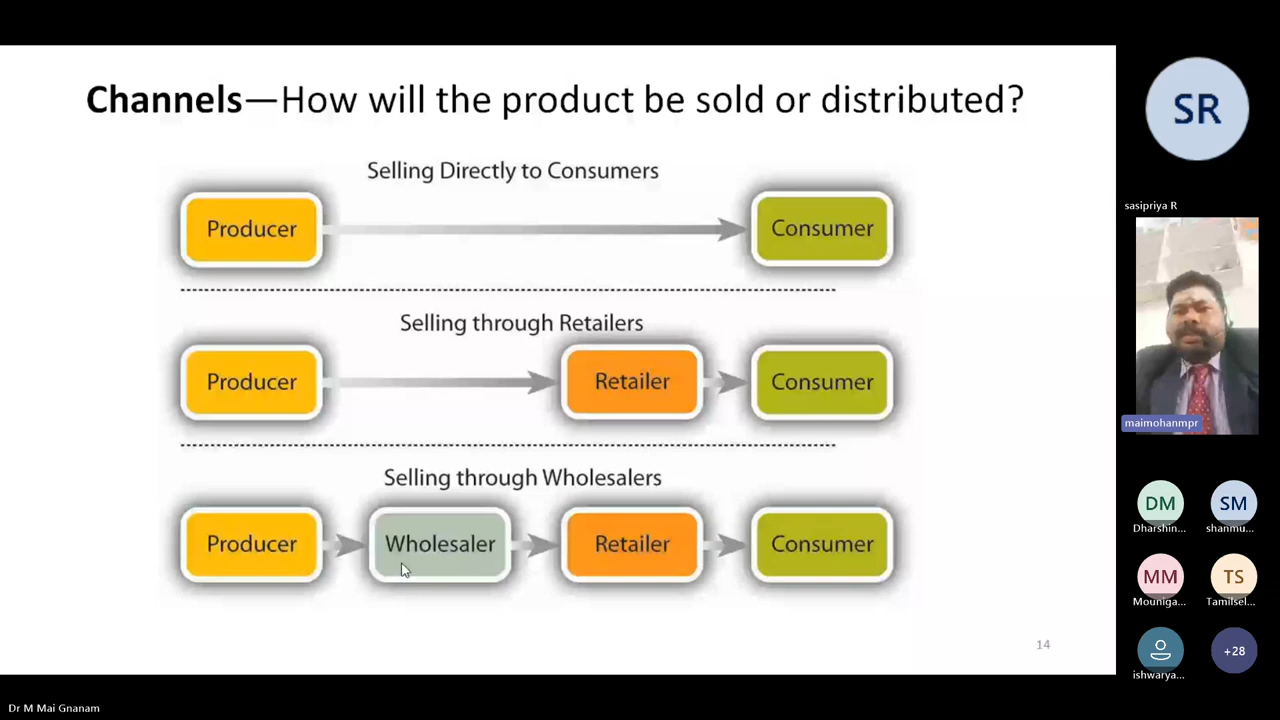 Channels—How will the product be sold or distributed?
Selling Directly to Consumers
Producer
Consumer
Selling through Retailers
Producer
Retailer
Consumer
Selling through Wholesalers
Producer
Wholesaler
Retailer
Consumer
14
SR
sasipriya R
maimohanmpr
DM
SM
Dharshin...
shanmu...
MM
TS
Mouniga...
Tamilsel...
+28
ishwarya...
Dr M Mai Gnanam